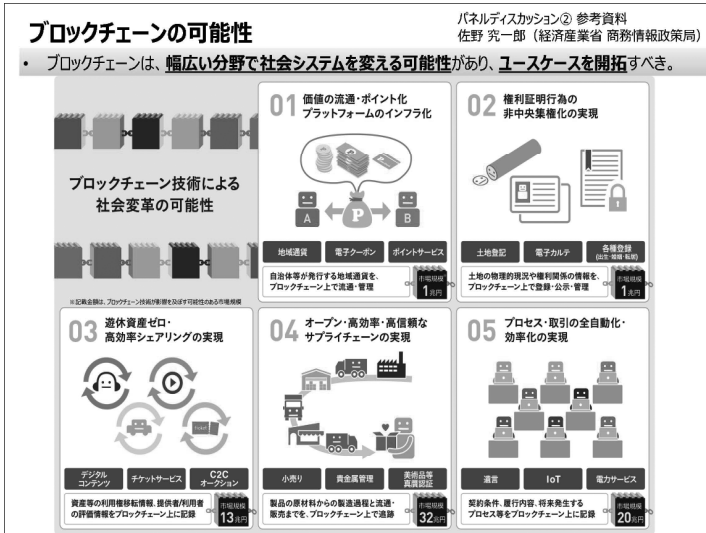 ブロックチェーンの可能性
パネルディスカッション② 参考資料
佐野 究一郎（経済産業省 商務情報政策局）
• ブロックチェーンは、幅広い分野で社会システムを変える可能性があり、ユースケースを開拓すべき。
ブロックチェーン技術による
社会変革の可能性
※記載金額は、ブロックチェーン技術が影響を及ぼす可能性のある市場規模
01 価値の流通・ポイント化
プラットフォームのインフラ化
A
P
B
地域通貨
電子クーポン
ポイントサービス
自治体等が発行する地域通貨を、
ブロックチェーン上で流通・管理
市場規模
1兆円
02 権利証明行為の
非中央集権化の実現
土地登記
電子カルテ
各種登録
(出生・婚姻・転居)
土地の物理的現況や権利関係の情報を、
ブロックチェーン上で登録・公示・管理
市場規模
1兆円
03 遊休資産ゼロ・
高効率シェアリングの実現
Ticket
デジタル
コンテンツ
チケットサービス
C2C
オークション
資産等の利用権移転情報、提供者/利用者
の評価情報をブロックチェーン上に記録
市場規模
13兆円
04 オープン・高効率・高信頼な
サプライチェーンの実現
小売り
貴金属管理
美術品等
真贋認証
製品の原材料からの製造過程と流通・
販売までを、ブロックチェーン上で追跡
市場規模
32兆円
05 プロセス・取引の全自動化・
効率化の実現
遺言
IoT
電力サービス
契約条件、履行内容、将来発生する
プロセス等をブロックチェーン上に記録
市場規模
20兆円